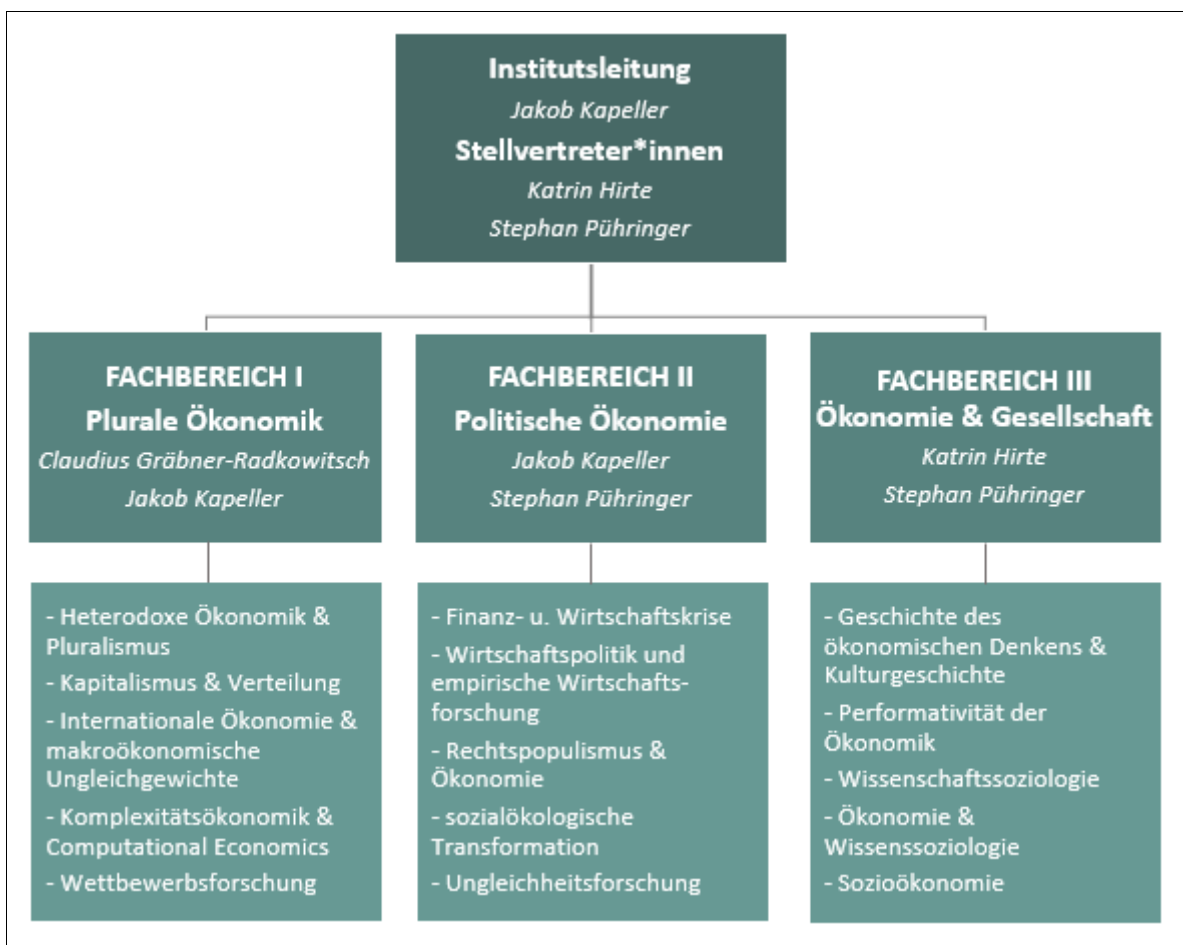 Institutsleitung
Jakob Kapeller
Stellvertreter*innen
Katrin Hirte
Stephan Pühringer
FACHBEREICH I
Plurale Ökonomik
Claudius Gräbner-Radkowitsch
Jakob Kapeller
FACHBEREICH II
Politische Ökonomie
Jakob Kapeller
Stephan Pühringer
FACHBEREICH III
Ökonomie & Gesellschaft
Katrin Hirte
Stephan Pühringer
- Heterodoxe Ökonomik &
Pluralismus
- Kapitalismus & Verteilung
- Internationale Ökonomie &
makroökonomische
Ungleichgewichte
- Komplexitätsökonomik &
Computational Economics
- Wettbewerbsforschung
- Finanz- u. Wirtschaftskrise
- Wirtschaftspolitik und
empirische Wirtschafts-
forschung
- Rechtspopulismus &
Ökonomie
- sozialökologische
Transformation
- Ungleichheitsforschung
- Geschichte des
ökonomischen Denkens &
Kulturgeschichte
- Performativität der
Ökonomik
- Wissenschaftssoziologie
- Ökonomie &
Wissenssoziologie
- Sozioökonomie